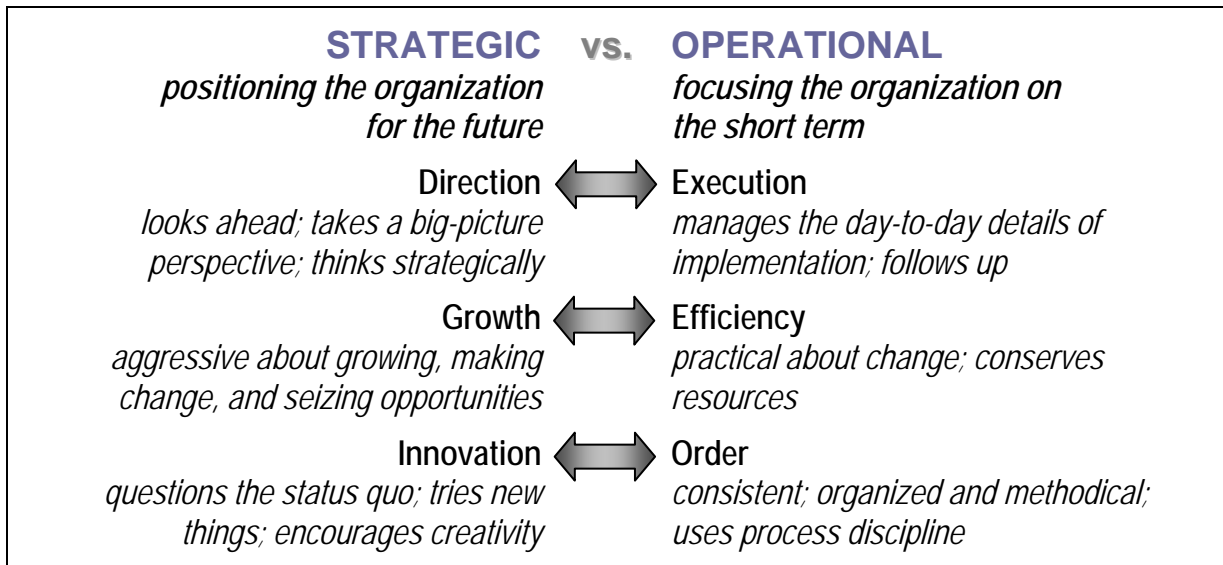 STRATEGIC vs. OPERATIONAL
positioning the organization
for the future
focusing the organization on
the short term
Direction
looks ahead; takes a big-picture
perspective; thinks strategically
Execution
manages the day-to-day details of
implementation; follows up
Growth
aggressive about growing, making
change, and seizing opportunities
Efficiency
practical about change; conserves
resources
Innovation
questions the status quo; tries new
things; encourages creativity
Order
consistent; organized and methodical;
uses process discipline